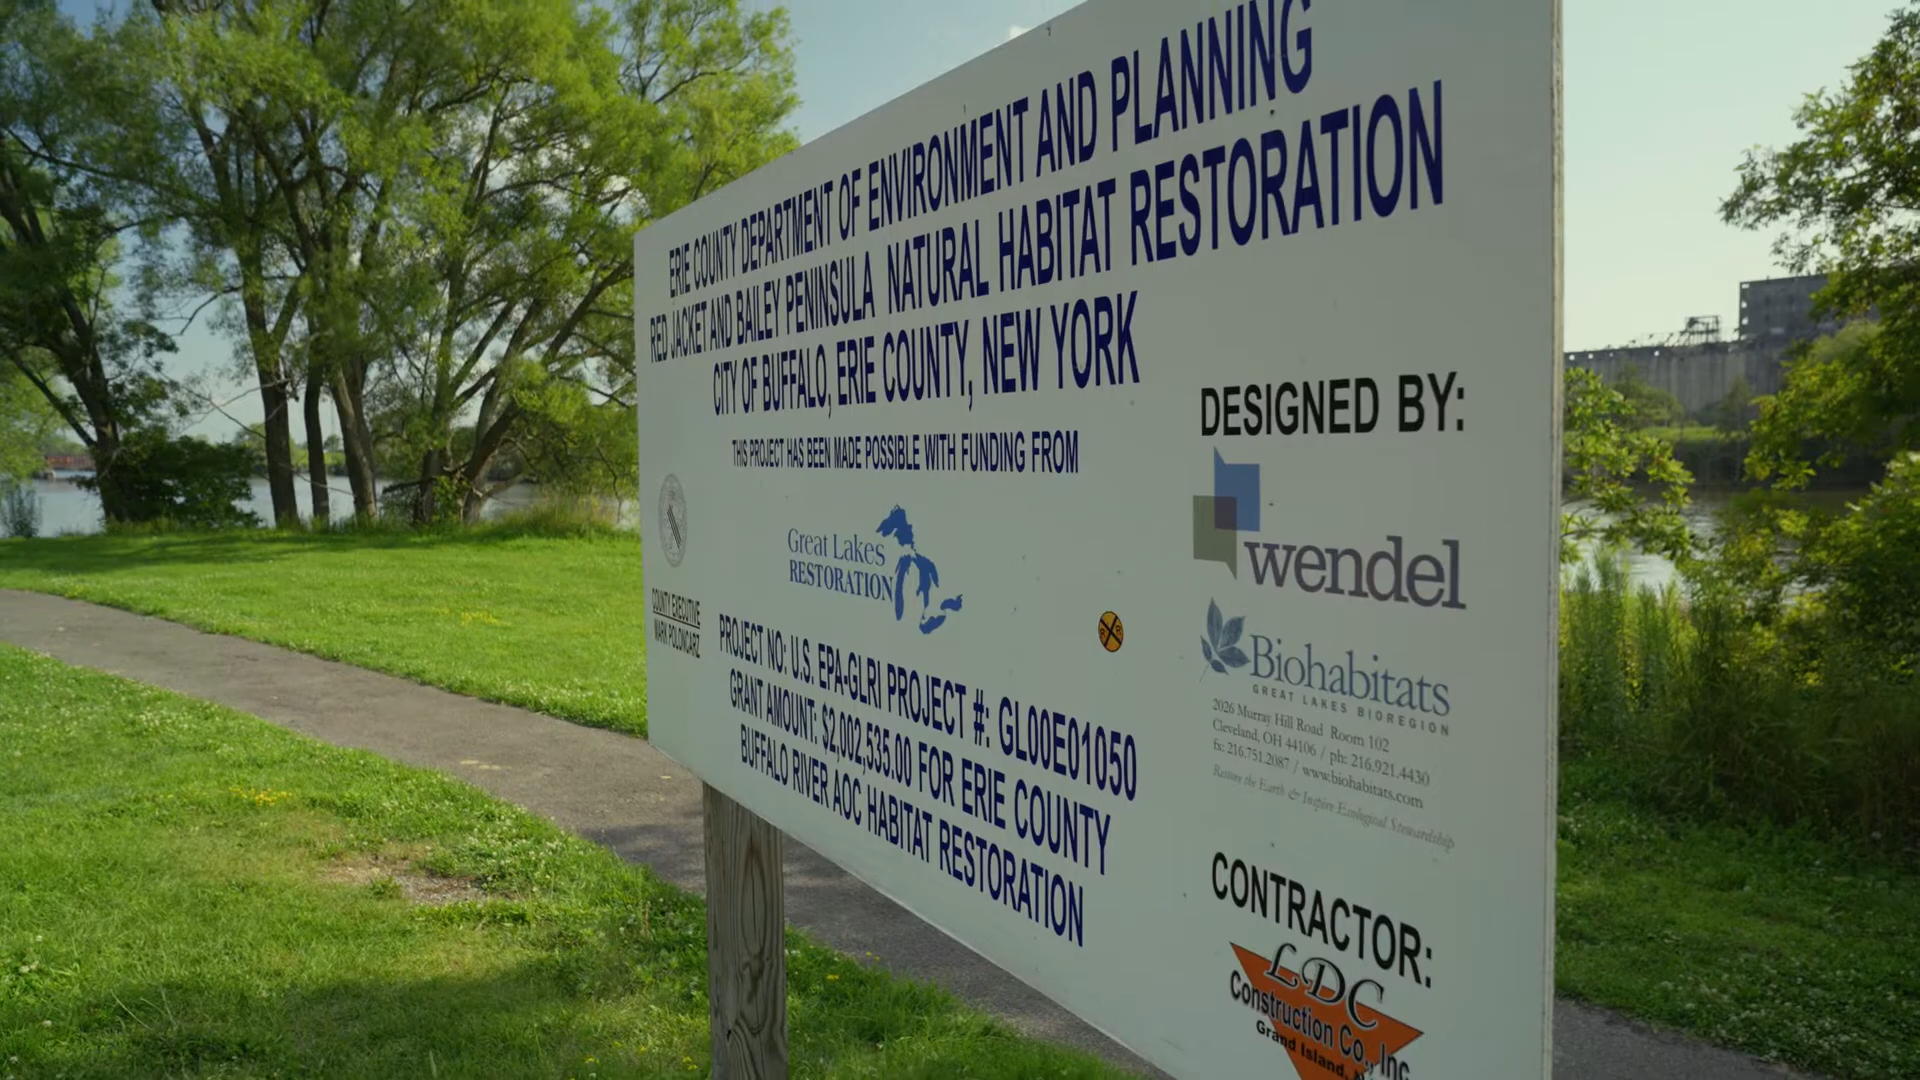 ERIE COUNTY DEPARTMENT OF ENVIRONMENT AND PLANNING
RED JACKET AND BAILEY PENINSULA NATURAL HABITAT RESTORATION
CITY OF BUFFALO, ERIE COUNTY, NEW YORK
THIS PROJECT HAS BEEN MADE POSSIBLE WITH FUNDING FROM
COUNTY EXECUTIVE
MARK POLONCARZ
Great Lakes
RESTORATION
R R
PROJECT NO: U.S. EPA-GLRI PROJECT #: GL00E01050
GRANT AMOUNT: $2,002,535.00 FOR ERIE COUNTY
BUFFALO RIVER AOC HABITAT RESTORATION
DESIGNED BY:
wendel
Biohabitats
GREAT LAKES BIOREGION
2026 Murray Hill Road Room 102
Cleveland, OH 44106 / ph: 216.921.4430
fx: 216.751.2087 / www.biohabitats.com
Restore the Earth & Inspire Ecological Stewardship
CONTRACTOR:
LDC
Construction Co., Inc
Grand Island,